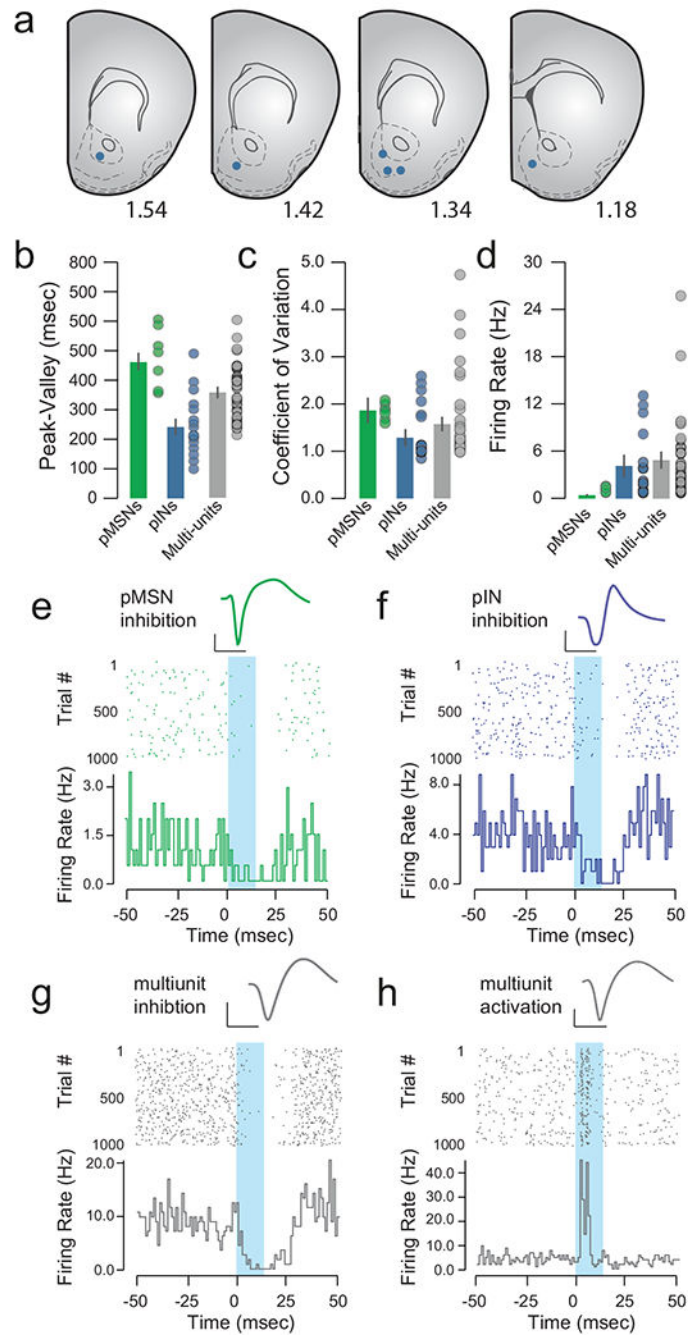 a
1.54 1.42 1.34 1.18
b
Peak-Valley (msec)
800
500
500
500
400
300
200
100
0
pMSNs
pINs
Multi-units
c
Coefficient of Variation
5.0
4.0
3.0
2.0
1.0
0.0
pMSNs
pINs
Multi-units
d
Firing Rate (Hz)
30
24
18
12
6
0
pMSNs
pINs
Multi-units
e
pMSN
inhibition
Trial #
1
500
1000
Firing Rate (Hz)
3.0
1.5
0.0
-50 -25 0 25 50
Time (msec)
f
pIN
inhibition
Trial #
1
500
1000
Firing Rate (Hz)
8.0
4.0
0.0
-50 -25 0 25 50
Time (msec)
g
multiunit
inhibtion
Trial #
1
500
1000
Firing Rate (Hz)
20.0
10.0
0.0
-50 -25 0 25 50
Time (msec)
h
multiunit
activation
Trial #
1
500
1000
Firing Rate (Hz)
40.0
30.0
20.0
10.0
0.0
-50 -25 0 25 50
Time (msec)